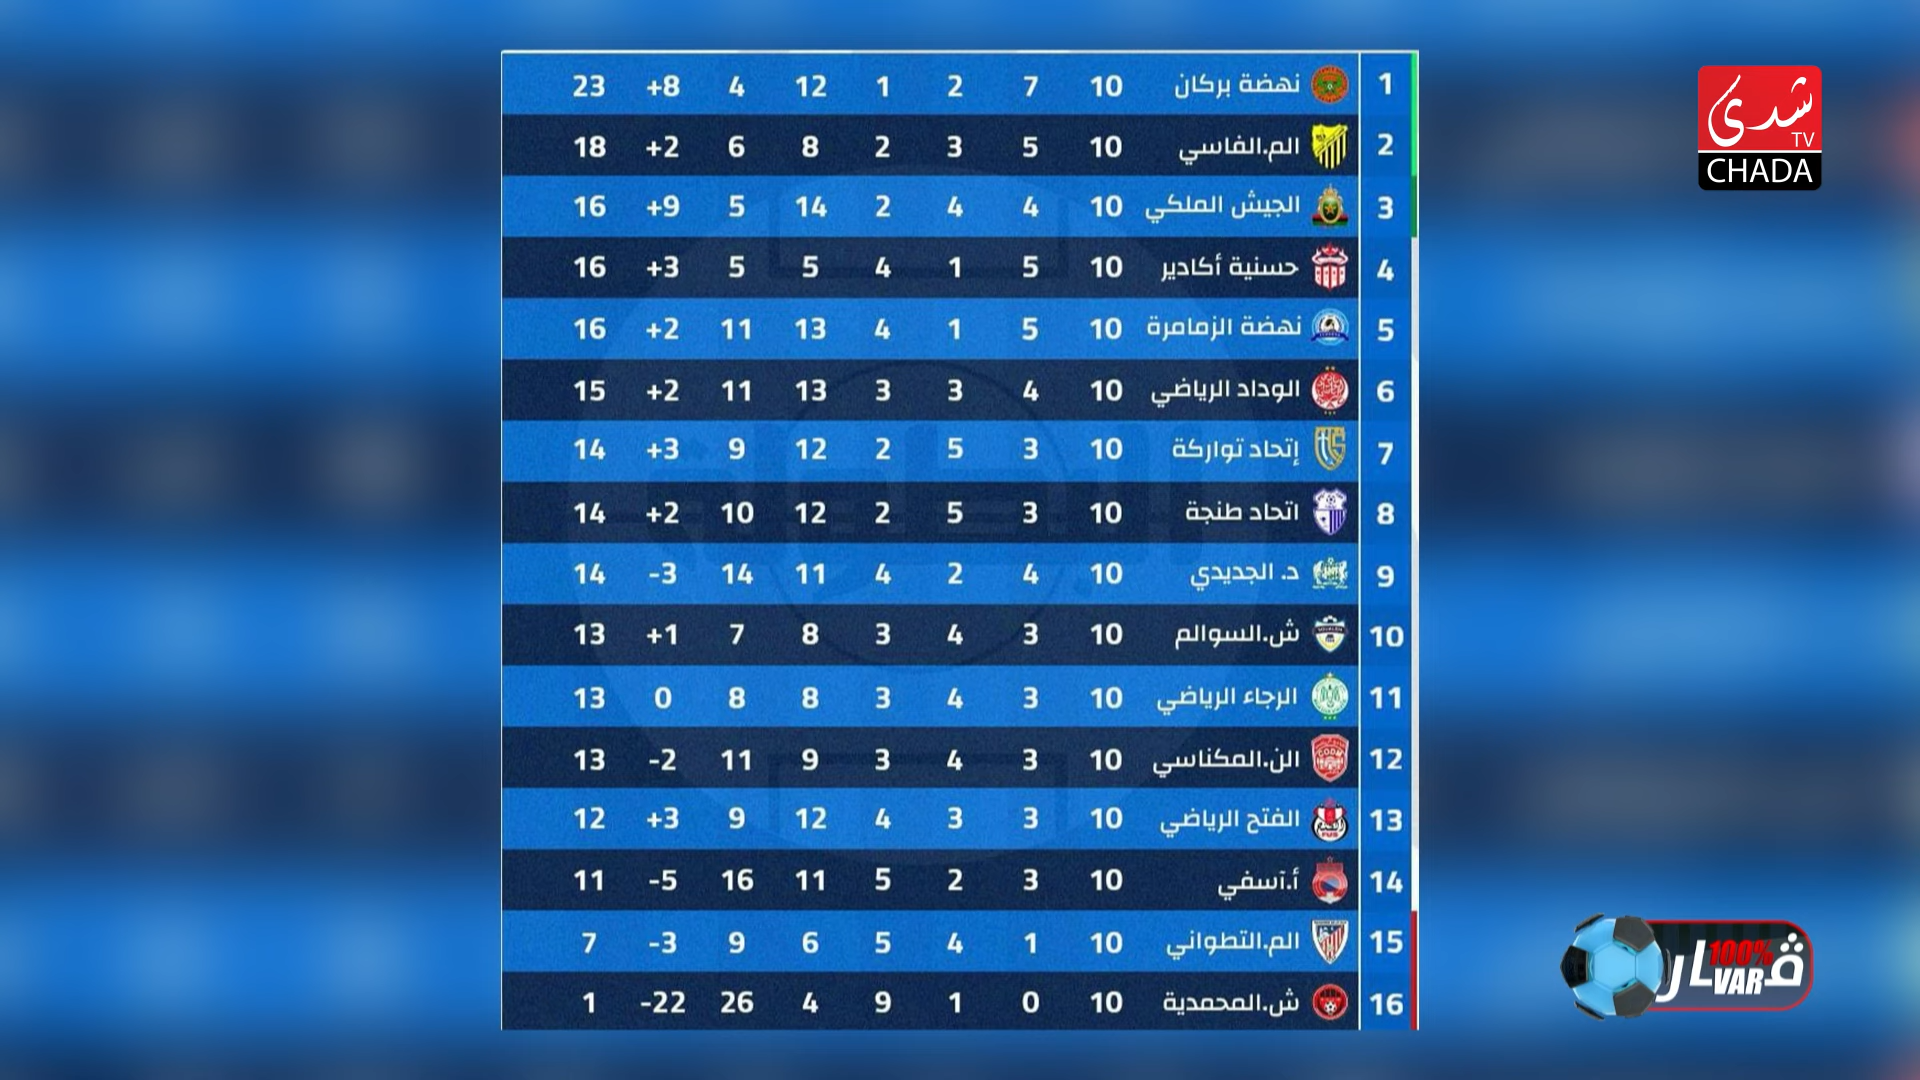 1 نهضة بركان 10 7 2 1 12 4 +8 23
2 الم.الفاسي 10 5 3 2 8 6 +2 18
3 الجيش الملكي 10 4 4 2 14 5 +9 16
4 حسنية أكادير 10 5 1 4 5 5 +3 16
5 نهضة الزمامرة 10 5 1 4 13 11 +2 16
6 الوداد الرياضي 10 4 3 3 13 11 +2 15
7 إتحاد تواركة 10 3 5 2 12 9 +3 14
8 اتحاد طنجة 10 3 5 2 12 10 +2 14
9 د. الجديدي 10 4 2 4 11 14 -3 14
10 ش.السوالم 10 3 4 3 8 7 +1 13
11 الرجاء الرياضي 10 3 4 3 8 8 0 13
12 الن.المكناسي 10 3 4 3 9 11 -2 13
13 الفتح الرياضي 10 3 3 4 12 9 +3 12
14 أ.آسفي 10 3 2 5 11 16 -5 11
15 الم.التطواني 10 1 4 5 6 9 -3 7
16 ش.المحمدية 10 0 1 9 4 26 -22 1
شدى
TV
CHADA
ڤار
100%
VAR